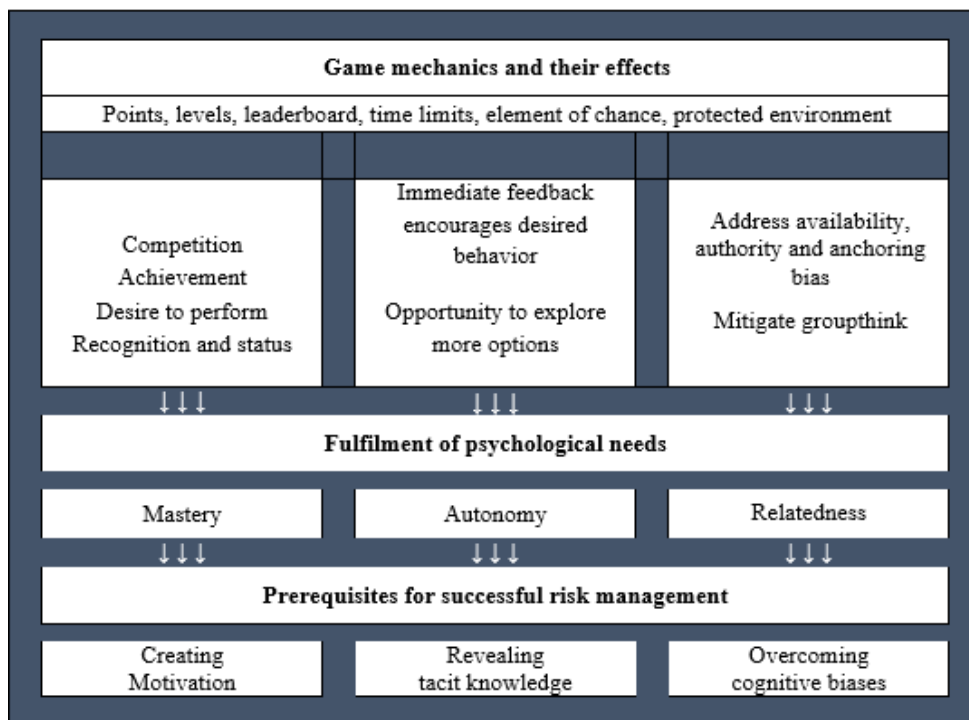 Game mechanics and their effects
Points, levels, leaderboard, time limits, element of chance, protected environment
Competition
Achievement
Desire to perform
Recognition and status
Immediate feedback
encourages desired
behavior
Opportunity to explore
more options
Address availability,
authority and anchoring
bias
Mitigate groupthink
↓↓↓ ↓↓↓ ↓↓↓
Fulfilment of psychological needs
Mastery
Autonomy
Relatedness
↓↓↓ ↓↓↓ ↓↓↓
Prerequisites for successful risk management
Creating
Motivation
Revealing
tacit knowledge
Overcoming
cognitive biases